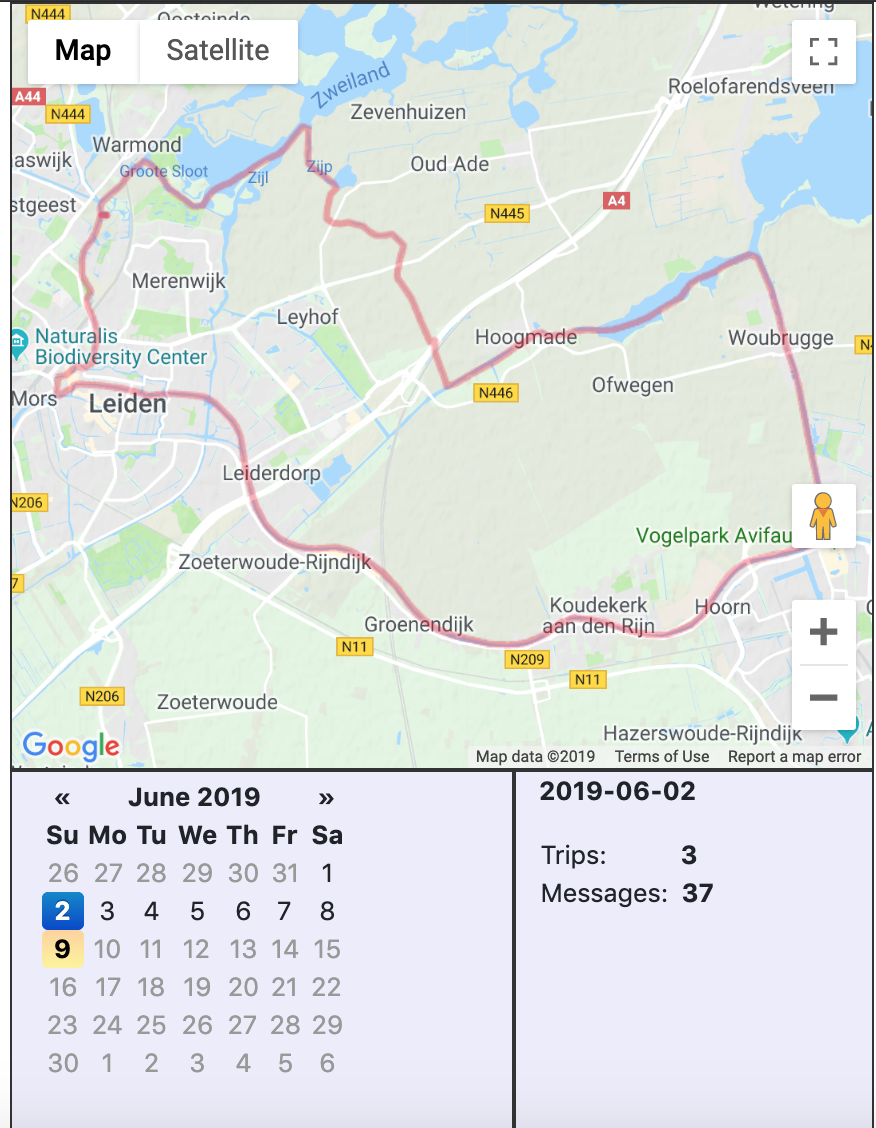 N444
Oosteinde
Wetering
Map
Satellite
Zweiland
Roelofarendsveen
A44
N444
Zevenhuizen
Warmond
aswijk
Groote Sloot
Zijl
Zijp
Oud Ade
stgeest
N445
A4
Merenwijk
Leyhof
Naturalis
Biodiversity Center
Hoogmade
Woubrugge
N
Mors
Leiden
N446
Ofwegen
Leiderdorp
N206
Vogelpark Avifau
Zoeterwoude-Rijndijk
7
Koudekerk
aan den Rijn
Hoorn
Groenendijk
N11
N209
N11
N206
Zoeterwoude
Hazerswoude-Rijndijk
Google
Map data ©2019 Terms of Use Report a map error
« June 2019 »
Su Mo Tu We Th Fr Sa
26 27 28 29 30 31 1
2 3 4 5 6 7 8
9 10 11 12 13 14 15
16 17 18 19 20 21 22
23 24 25 26 27 28 29
30 1 2 3 4 5 6
2019-06-02
Trips: 3
Messages: 37